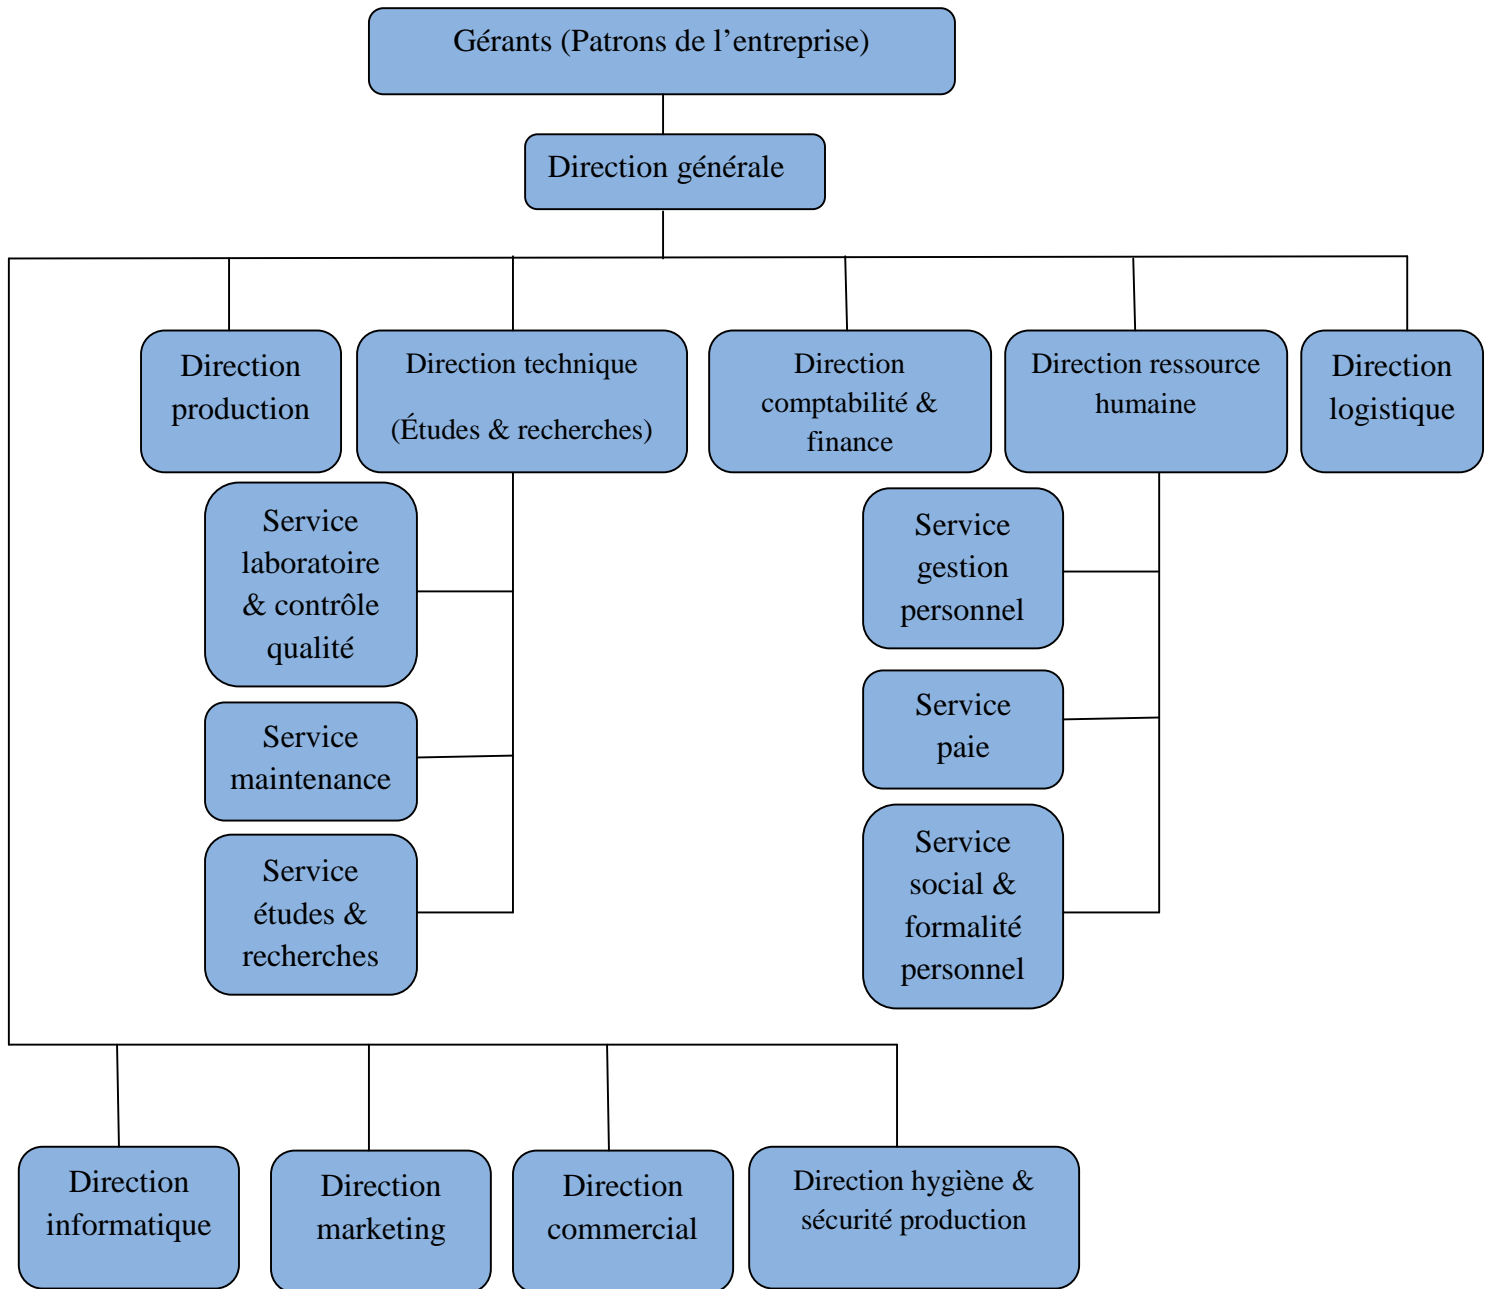 Gérants (Patrons de l’entreprise)
Direction générale
Direction
production
Direction technique
(Études & recherches)
Direction
comptabilité &
finance
Direction ressource
humaine
Direction
logistique
Service
laboratoire
& contrôle
qualité
Service
maintenance
Service
études &
recherches
Service
gestion
personnel
Service
paie
Service
social &
formalité
personnel
Direction
informatique
Direction
marketing
Direction
commercial
Direction hygiène &
sécurité production